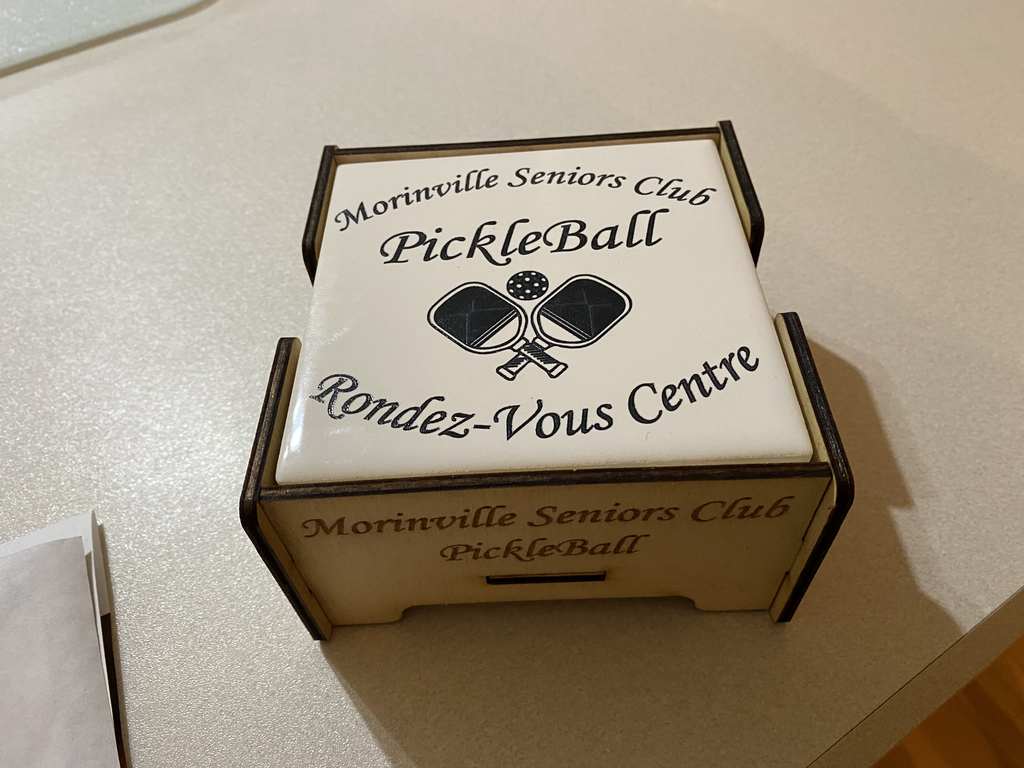 Morinville Seniors Club
PickleBall
Rondez-Vous Centre
Morinville Seniors Club
PickleBall